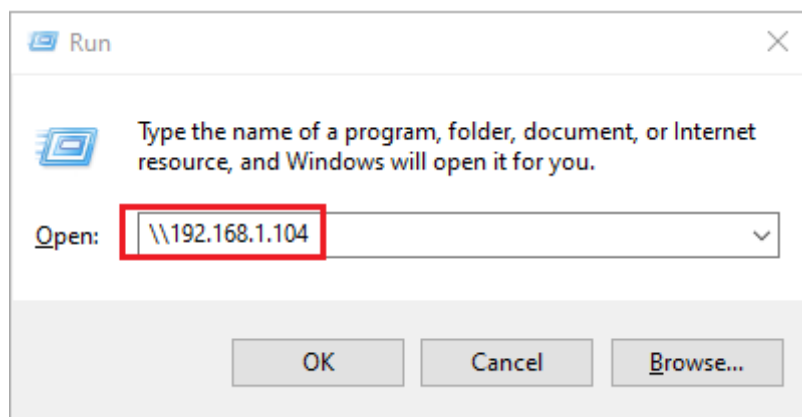 Run
Type the name of a program, folder, document, or Internet
resource, and Windows will open it for you.
Open: \\192.168.1.104
OK Cancel Browse...